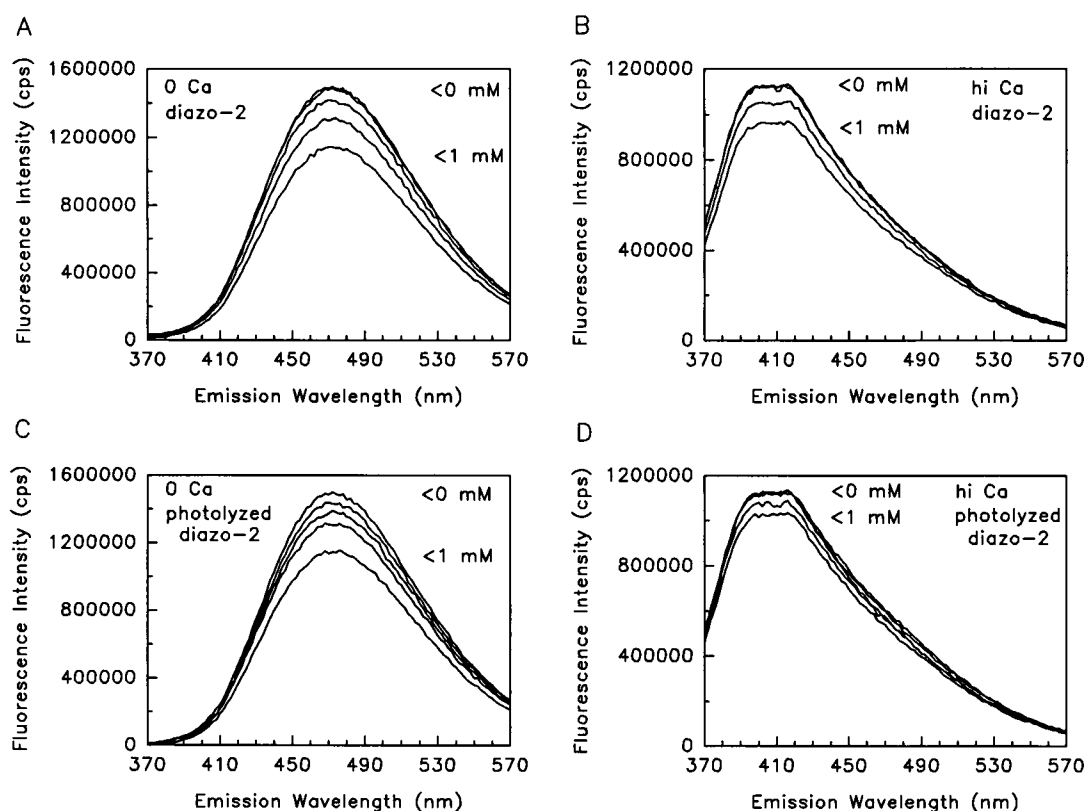 A
Fluorescence Intensity (cps)
1600000
1200000
800000
400000
0
0 Ca
diazo-2
<0 mM
<1 mM
370 410 450 490 530 570
Emission Wavelength (nm)
B
Fluorescence Intensity (cps)
1200000
800000
400000
0
<0 mM
<1 mM
hi Ca
diazo-2
370 410 450 490 530 570
Emission Wavelength (nm)
C
Fluorescence Intensity (cps)
1600000
1200000
800000
400000
0
0 Ca
photolyzed
diazo-2
<0 mM
<1 mM
370 410 450 490 530 570
Emission Wavelength (nm)
D
Fluorescence Intensity (cps)
1200000
800000
400000
0
<0 mM
<1 mM
hi Ca
photolyzed
diazo-2
370 410 450 490 530 570
Emission Wavelength (nm)